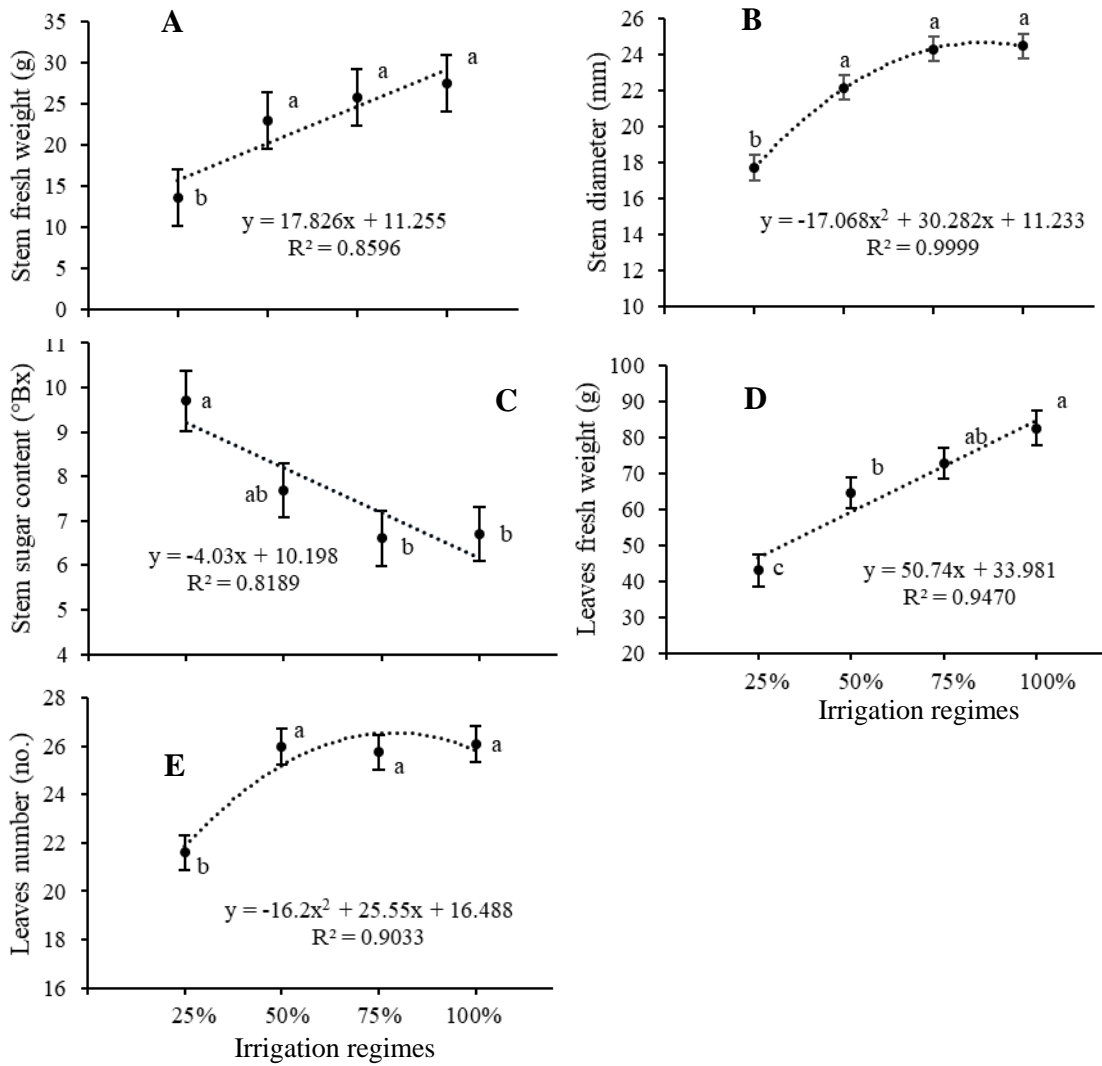 A
Stem fresh weight (g)
35
30
25
20
15
10
5
0
a
a
a
b
y = 17.826x + 11.255
R² = 0.8596
B
Stem diameter (mm)
26
24
22
20
18
16
14
12
10
a
a
a
b
y = -17.068x² + 30.282x + 11.233
R² = 0.9999
C
Stem sugar content (°Bx)
11
10
9
8
7
6
5
4
a
ab
b
b
y = -4.03x + 10.198
R² = 0.8189
D
Leaves fresh weight (g)
100
90
80
70
60
50
40
30
20
a
ab
b
c
y = 50.74x + 33.981
R² = 0.9470
25% 50% 75% 100%
Irrigation regimes
E
Leaves number (no.)
28
26
24
22
20
18
16
a
a
a
b
y = -16.2x² + 25.55x + 16.488
R² = 0.9033
25% 50% 75% 100%
Irrigation regimes